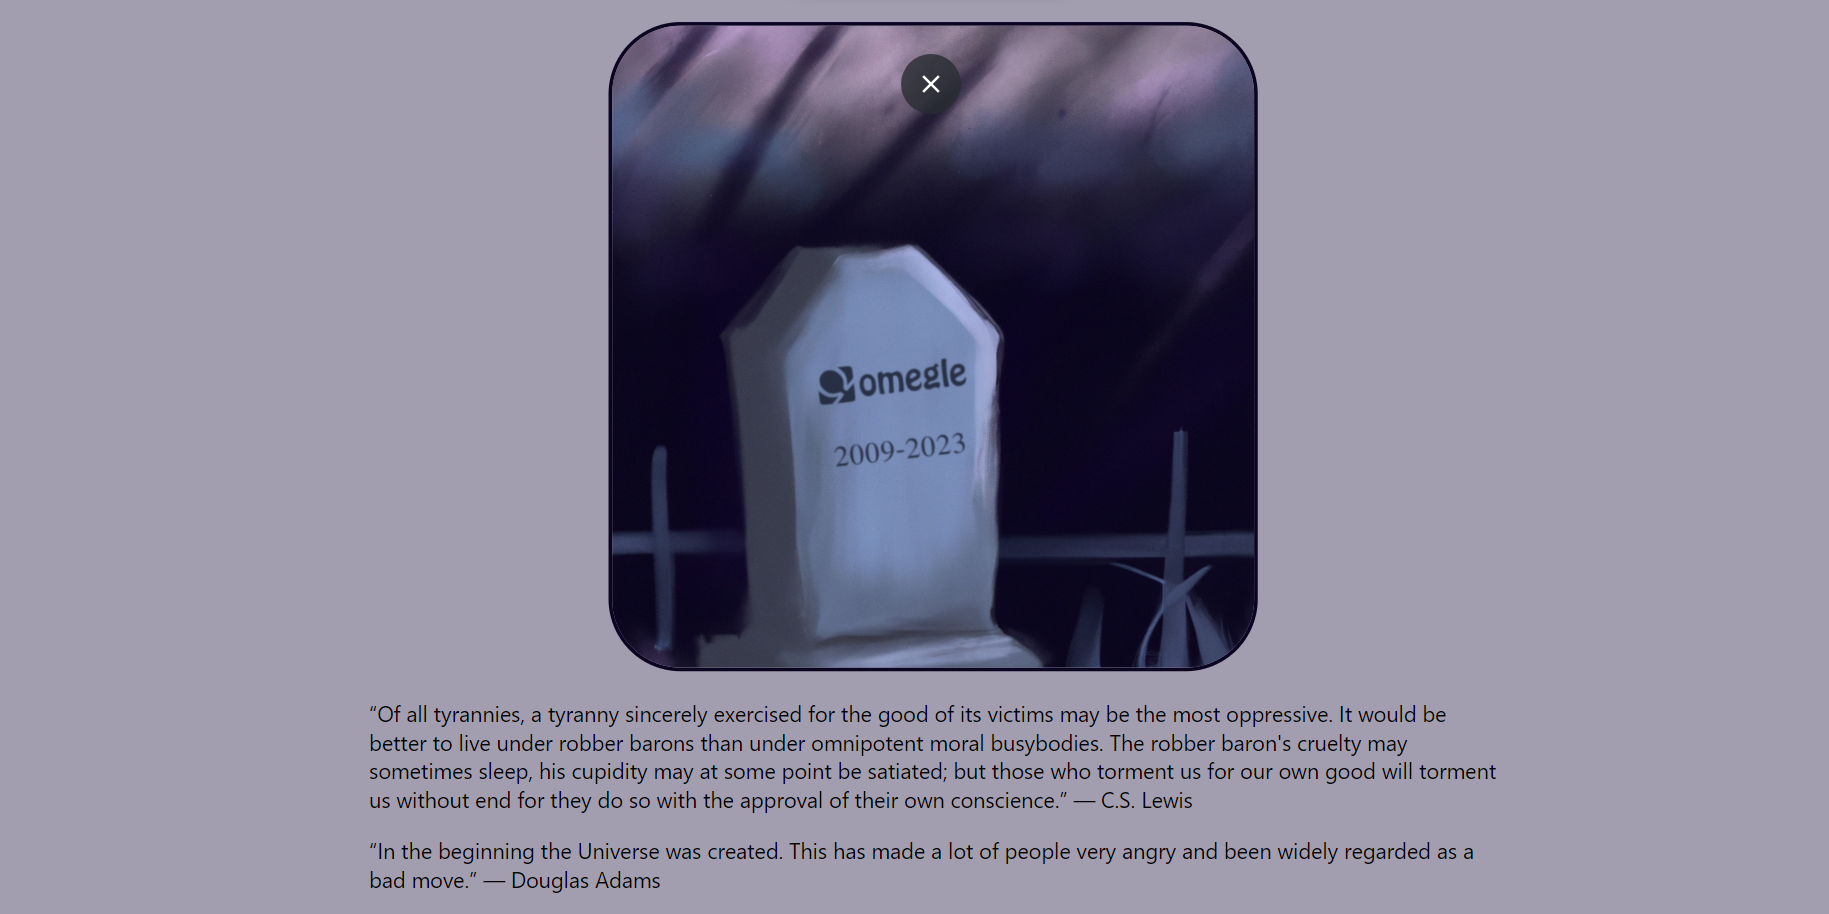 omegle
2009-2023
“Of all tyrannies, a tyranny sincerely exercised for the good of its victims may be the most oppressive. It would be
better to live under robber barons than under omnipotent moral busybodies. The robber baron's cruelty may
sometimes sleep, his cupidity may at some point be satiated; but those who torment us for our own good will torment
us without end for they do so with the approval of their own conscience.” — C.S. Lewis
“In the beginning the Universe was created. This has made a lot of people very angry and been widely regarded as a
bad move.” — Douglas Adams